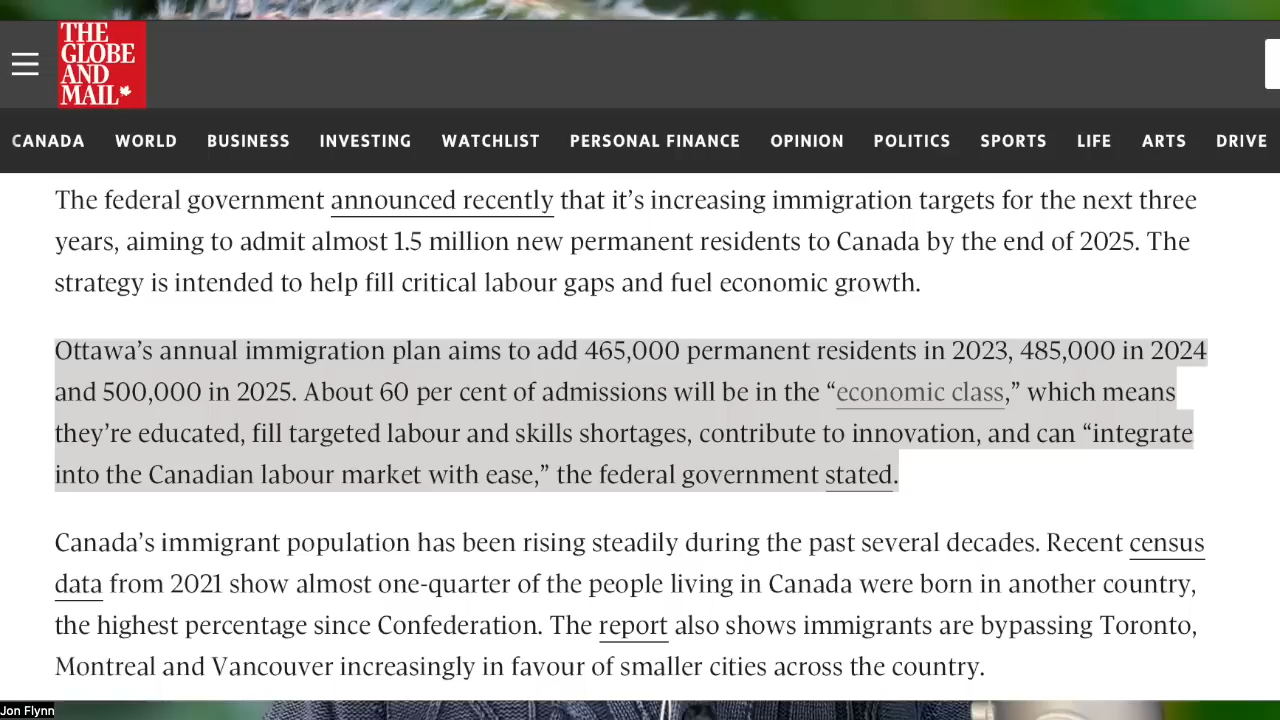 THE
GLOBE
AND
MAIL
CANADA WORLD BUSINESS INVESTING WATCHLIST PERSONAL FINANCE OPINION POLITICS SPORTS LIFE ARTS DRIVE
The federal government announced recently that it’s increasing immigration targets for the next three
years, aiming to admit almost 1.5 million new permanent residents to Canada by the end of 2025. The
strategy is intended to help fill critical labour gaps and fuel economic growth.
Ottawa’s annual immigration plan aims to add 465,000 permanent residents in 2023, 485,000 in 2024
and 500,000 in 2025. About 60 per cent of admissions will be in the “economic class,” which means
they’re educated, fill targeted labour and skills shortages, contribute to innovation, and can “integrate
into the Canadian labour market with ease,” the federal government stated.
Canada’s immigrant population has been rising steadily during the past several decades. Recent census
data from 2021 show almost one-quarter of the people living in Canada were born in another country,
the highest percentage since Confederation. The report also shows immigrants are bypassing Toronto,
Montreal and Vancouver increasingly in favour of smaller cities across the country.
Jon Flynn